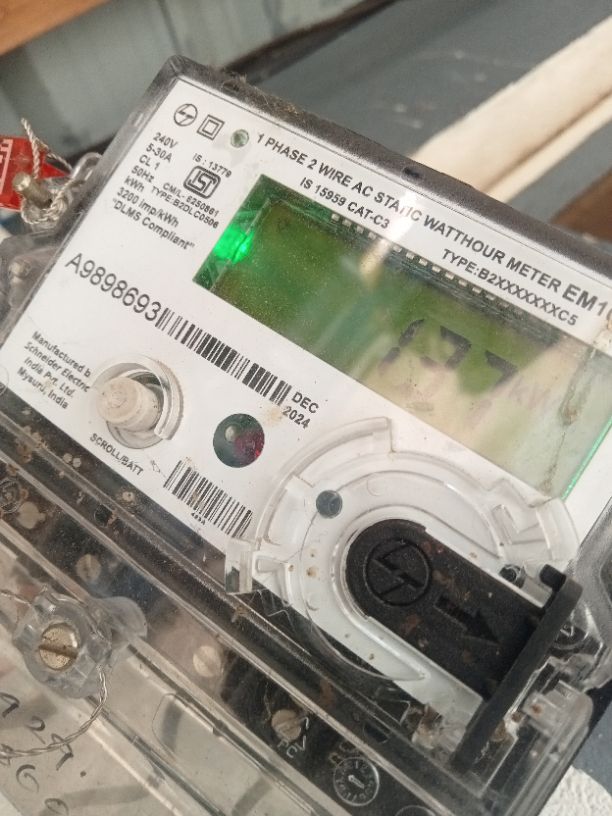 1 PHASE 2 WIRE AC STATIC WATTHOUR METER
IS 15959 CAT-C3
TYPE:B2XXXXXXXC5
240V
5-30A
CL 1
50Hz
kWh
3200 imp/kWh
"DLMS Compliant"
IS : 13779
CM/L- 6250861
TYPE:B2DLC0506
A9898693
137
DEC
2024
Manufactured b
Schneider Electric
India Pvt. Ltd.
Mysuru, India
SCROLL/BATT